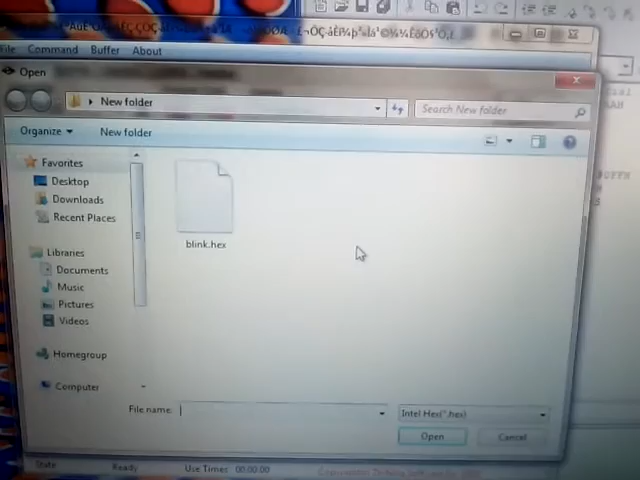 File Command Buffer About
Open
New folder
Search New folder
Organize
New folder
Favorites
Desktop
Downloads
Recent Places
Libraries
Documents
Music
Pictures
Videos
Homegroup
Computer
blink.hex
File name:
Intel Hex(*.hex)
Open
Cancel
State Ready Use Times 00:00:00